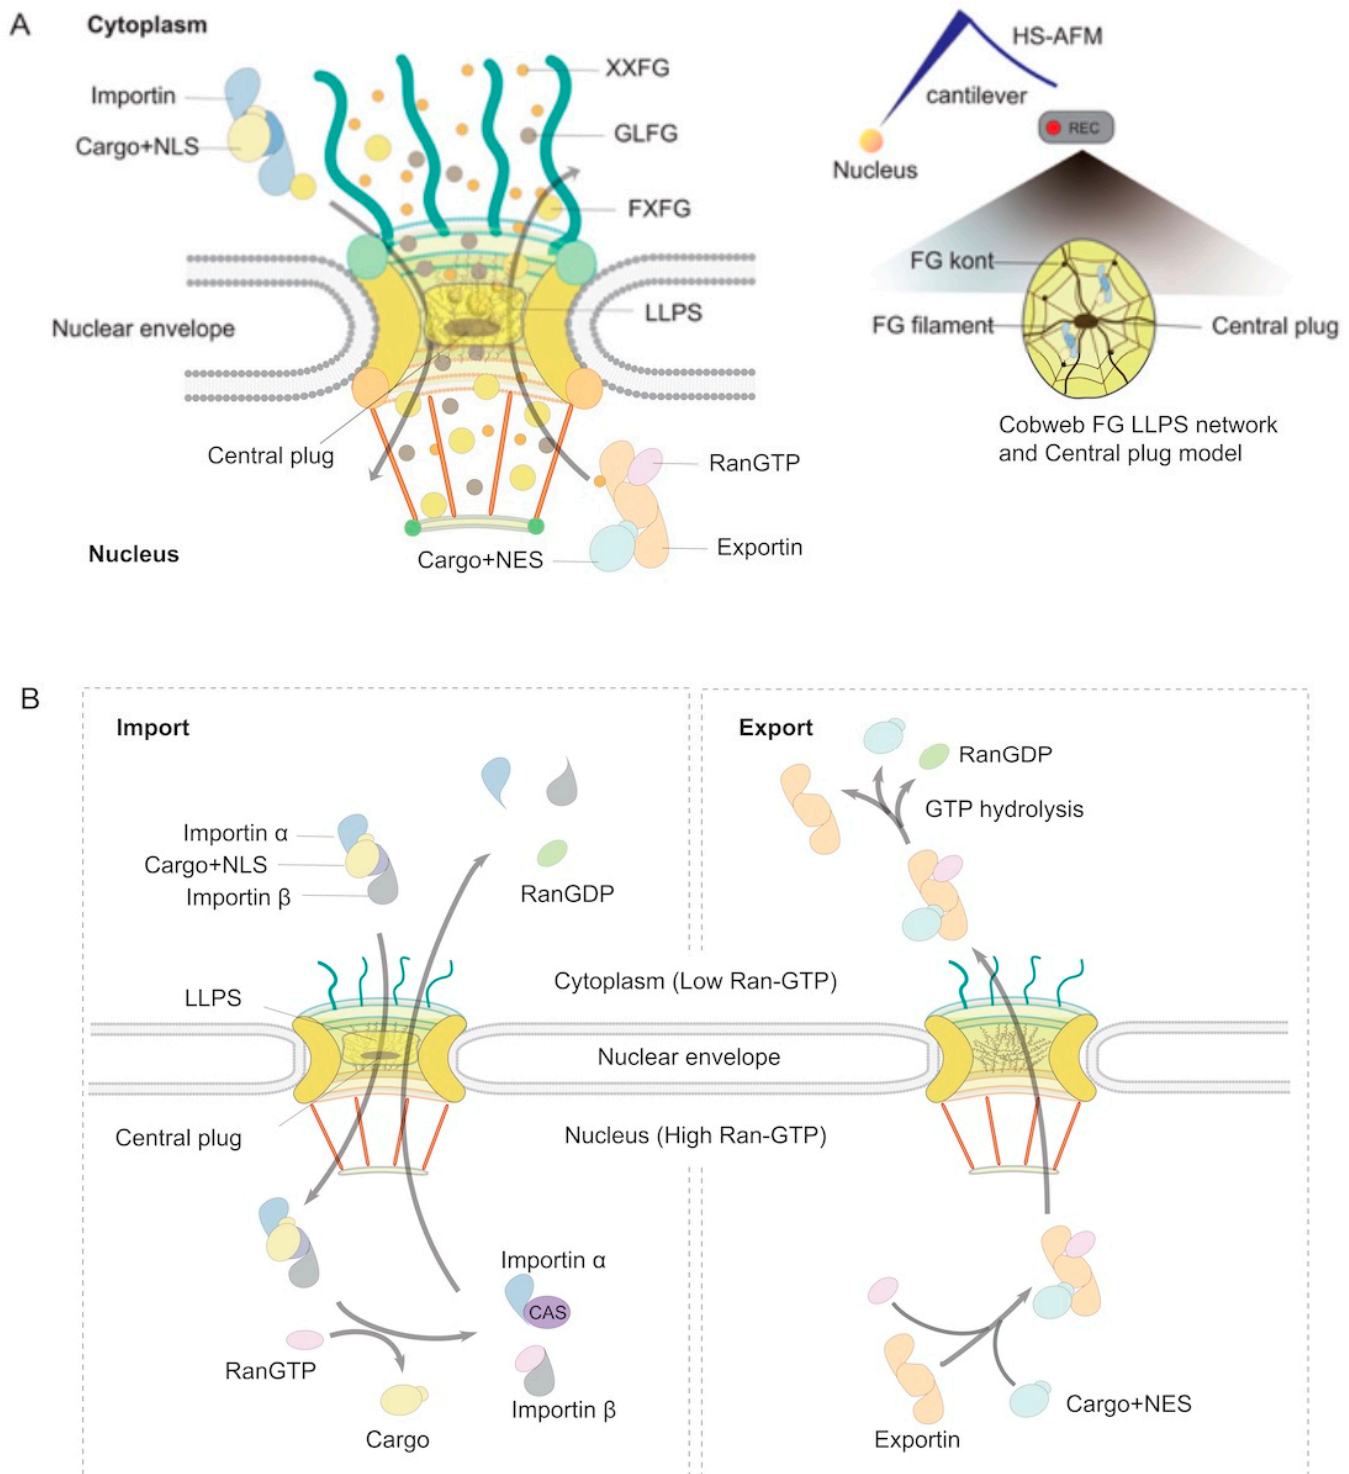 A
Cytoplasm
Importin
Cargo+NLS
XXFG
GLFG
FXFG
Nuclear envelope
LLPS
Central plug
Nucleus
RanGTP
Exportin
Cargo+NES
HS-AFM
cantilever
REC
Nucleus
FG kont
FG filament
Central plug
Cobweb FG LLPS network
and Central plug model
B
Import
Importin α
Cargo+NLS
Importin β
RanGDP
LLPS
Central plug
Cytoplasm (Low Ran-GTP)
Nuclear envelope
Nucleus (High Ran-GTP)
RanGTP
Cargo
Importin α
CAS
Importin β
Export
RanGDP
GTP hydrolysis
Cargo+NES
Exportin